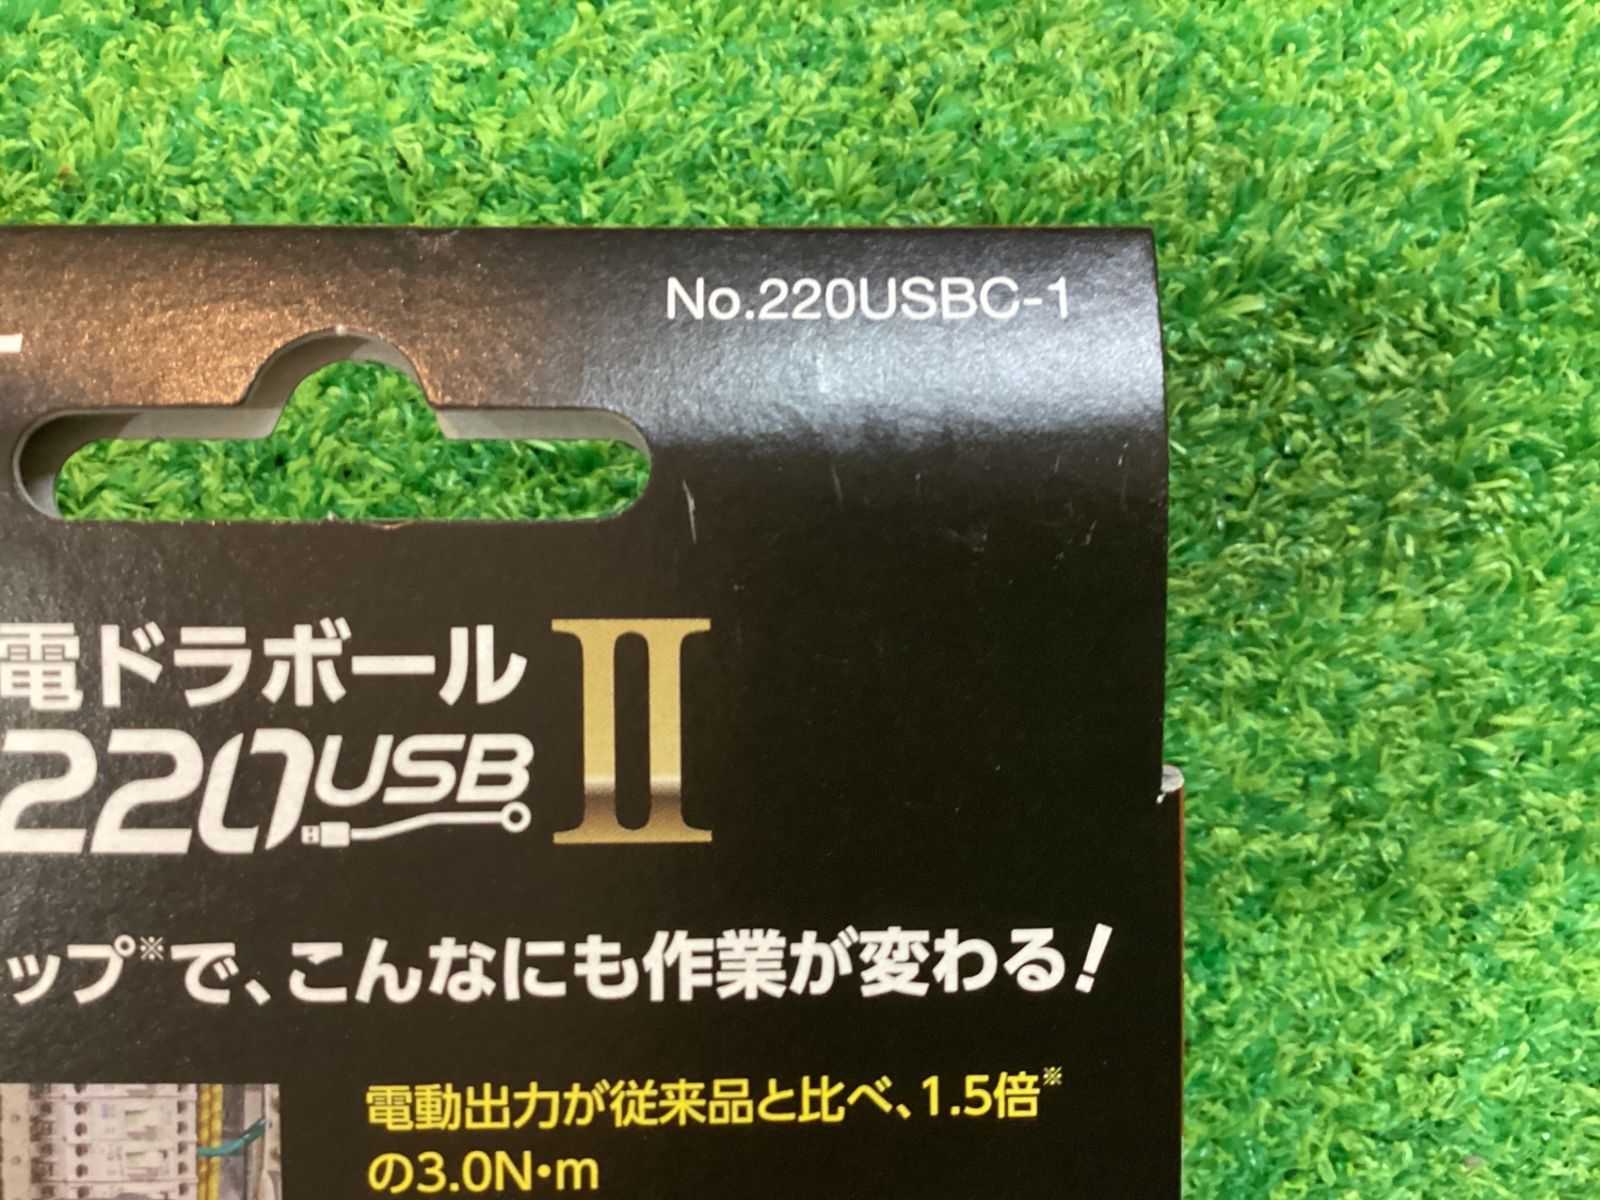 No.220USBC-1
電ドラボール II
220USB
ップ※で、こんなにも作業が変わる!
電動出力が従来品と比べ、1.5倍※
の3.0N・m